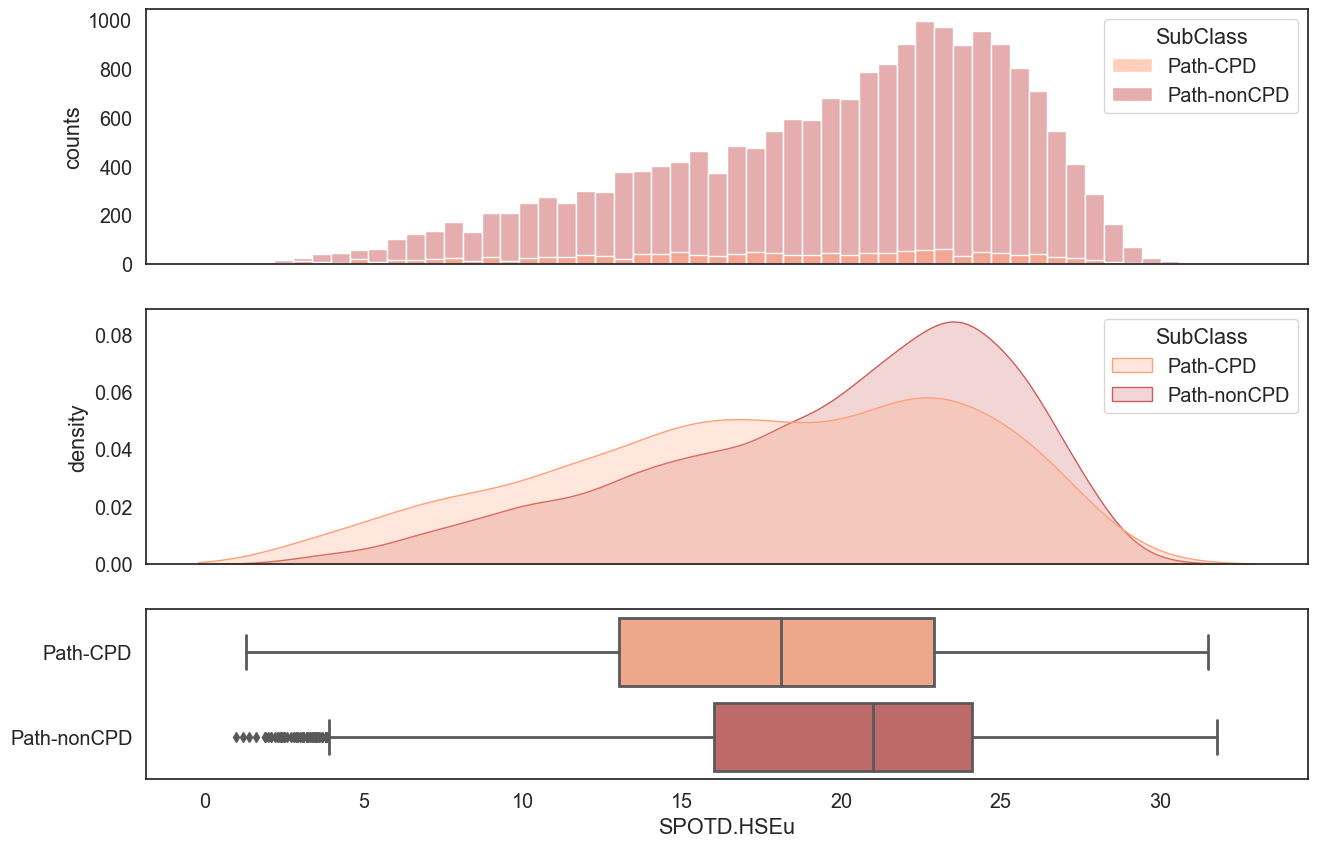 1000
800
600
400
200
0
counts
SubClass
Path-CPD
Path-nonCPD
0.08
0.06
0.04
0.02
0.00
density
SubClass
Path-CPD
Path-nonCPD
Path-CPD
Path-nonCPD
0 5 10 15 20 25 30
SPOTD.HSEu